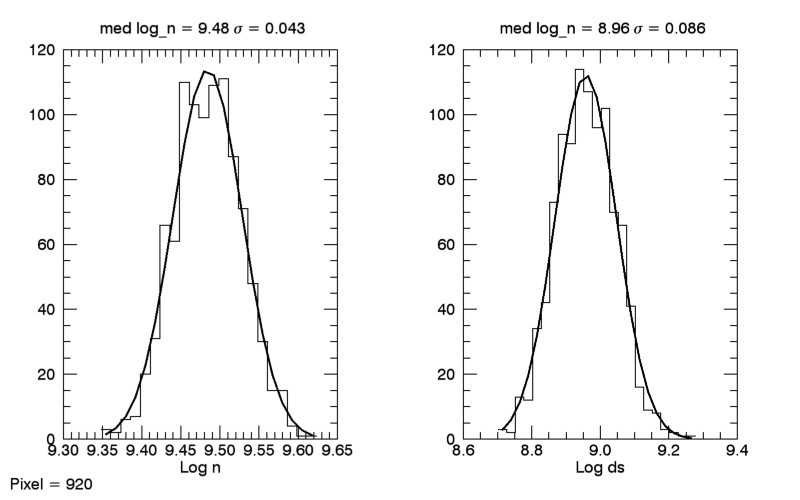 med log_n = 9.48 σ = 0.043
120
100
80
60
40
20
0
9.30 9.35 9.40 9.45 9.50 9.55 9.60 9.65
Log n
med log_n = 8.96 σ = 0.086
120
100
80
60
40
20
0
8.6 8.8 9.0 9.2 9.4
Log ds
Pixel = 920